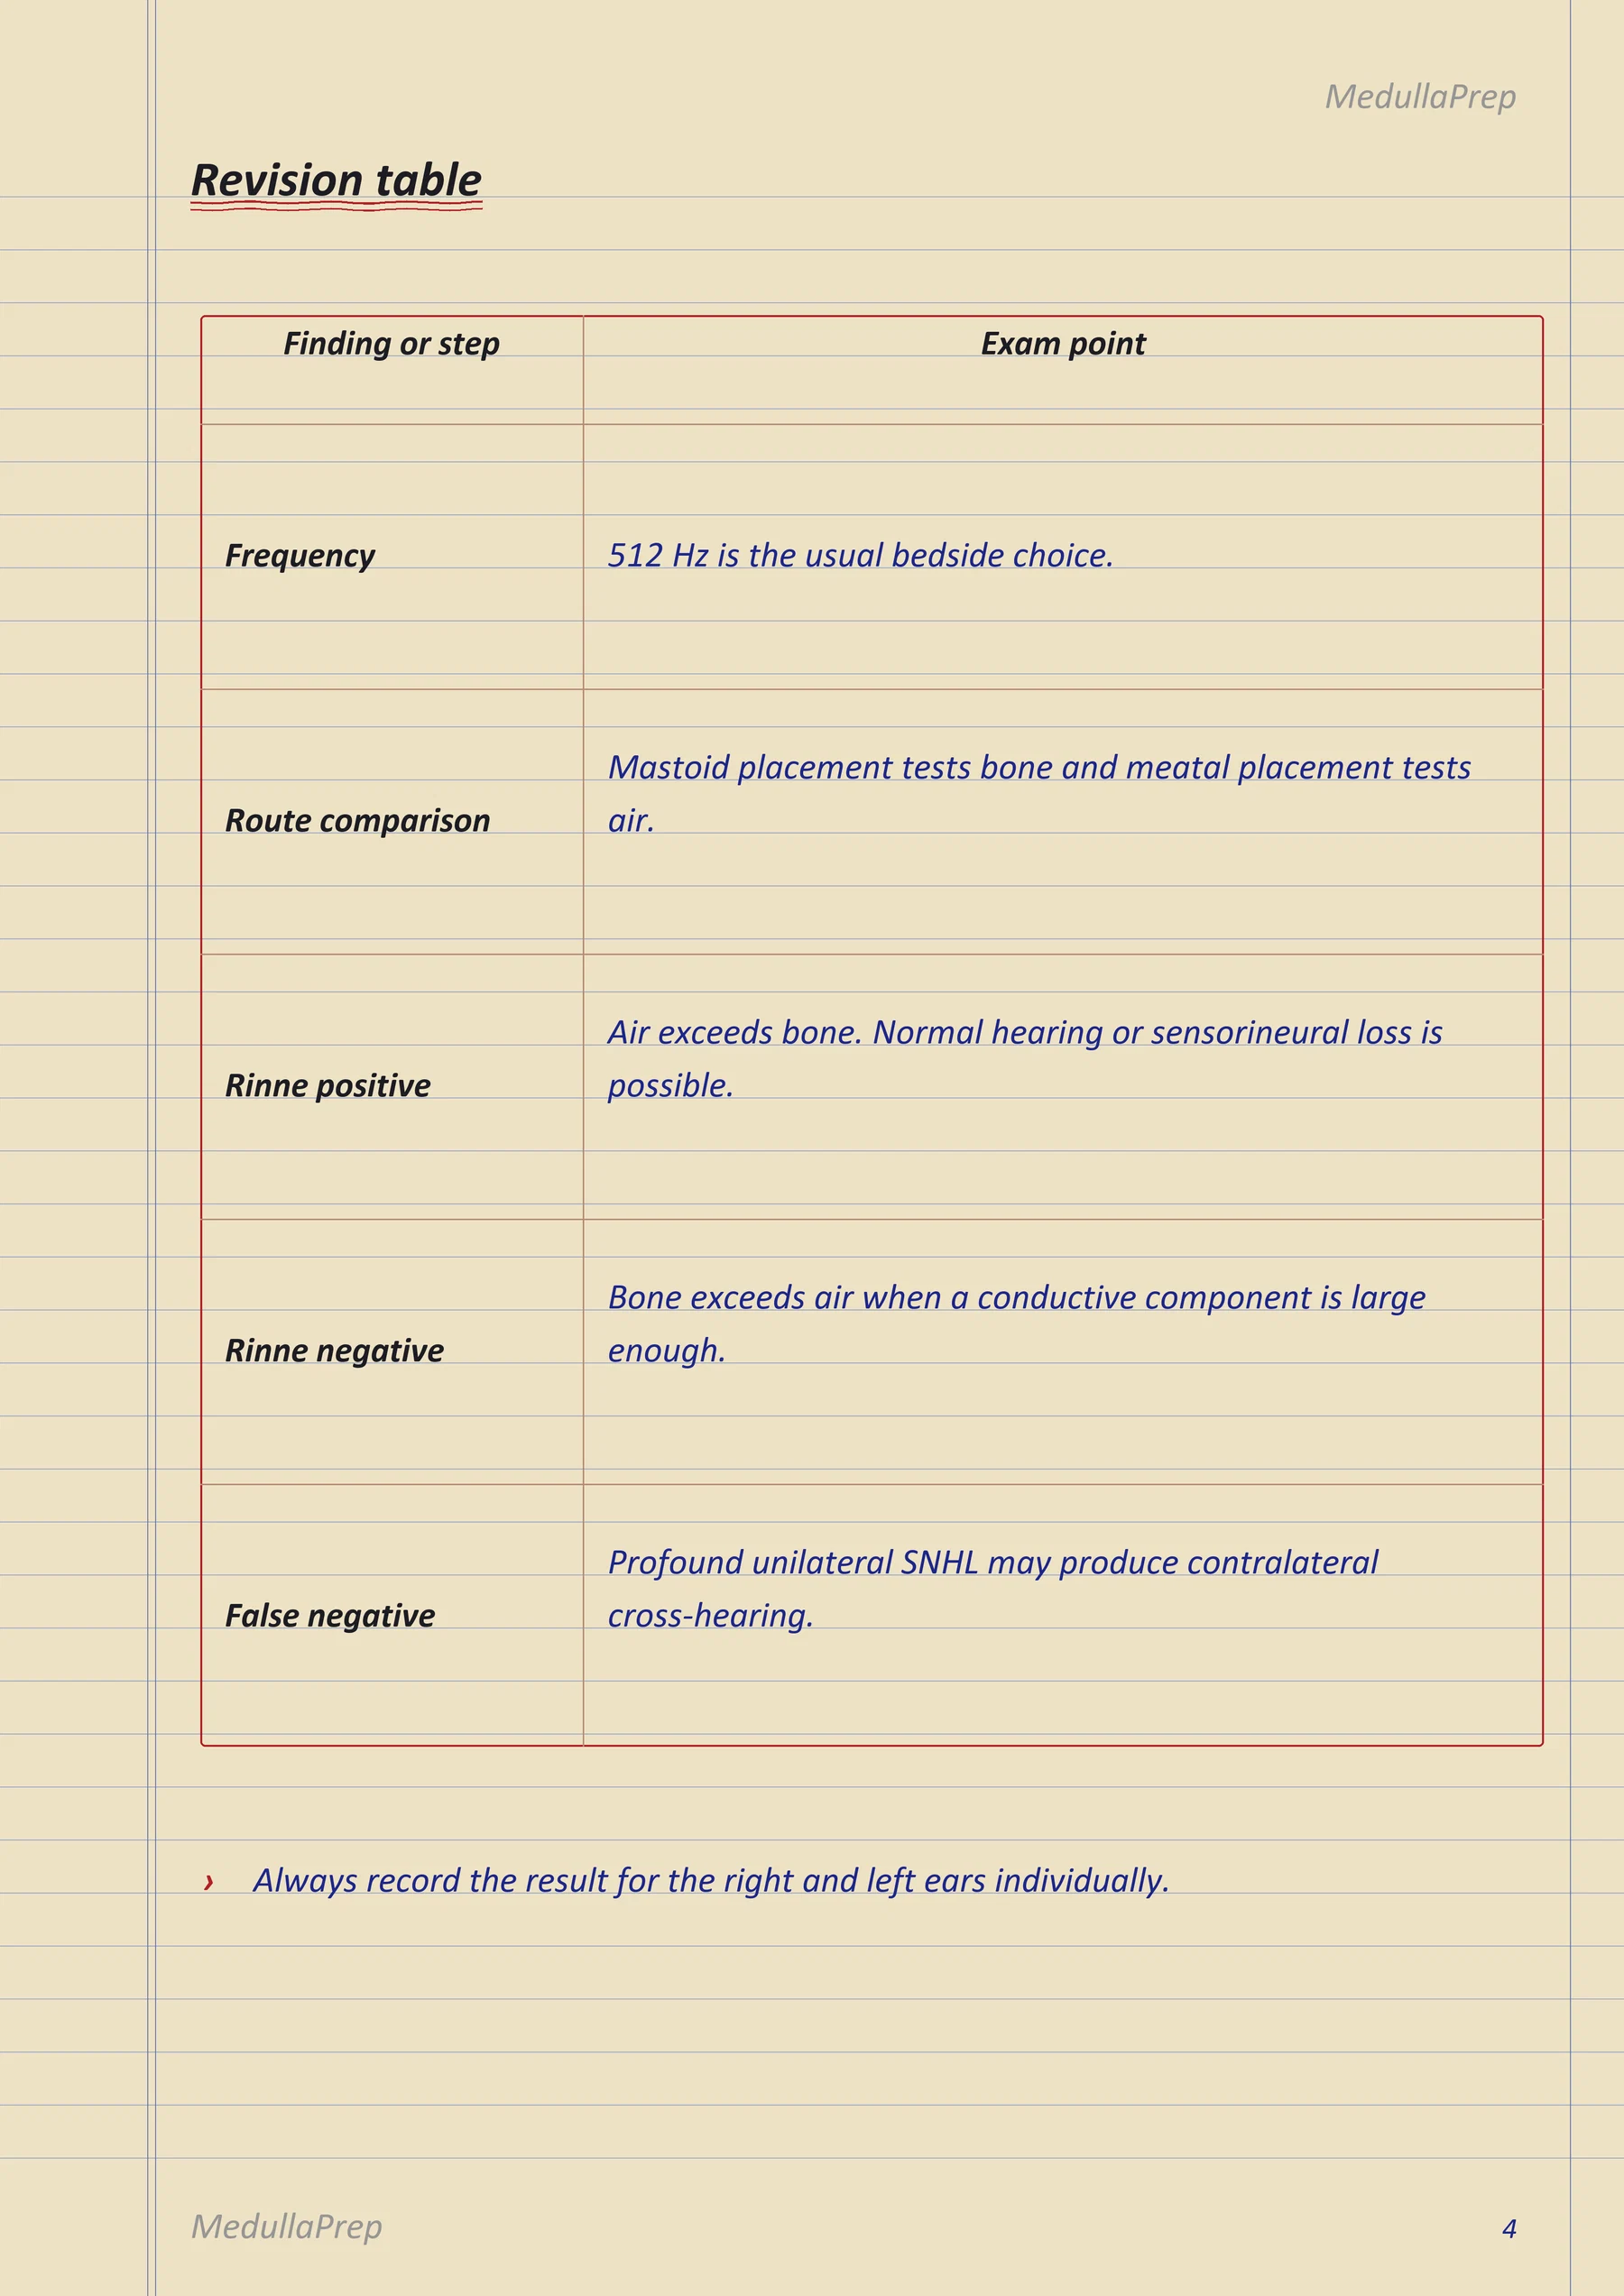 MedullaPrep
Revision table
Finding or step
Exam point
Frequency
512 Hz is the usual bedside choice.
Route comparison
Mastoid placement tests bone and meatal placement tests
air.
Rinne positive
Air exceeds bone. Normal hearing or sensorineural loss is
possible.
Rinne negative
Bone exceeds air when a conductive component is large
enough.
False negative
Profound unilateral SNHL may produce contralateral
cross-hearing.
› Always record the result for the right and left ears individually.
MedullaPrep
4